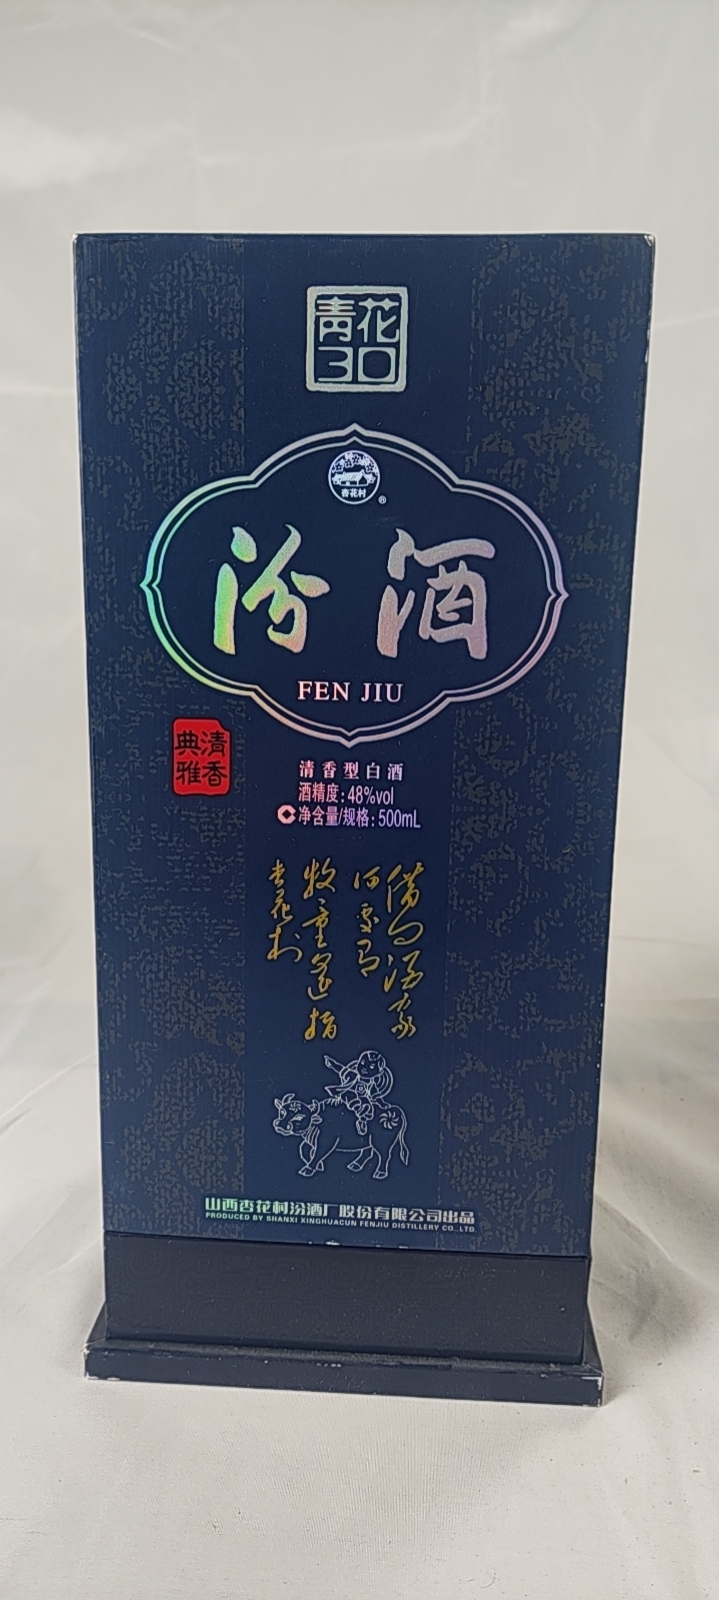 青花
30
杏花村
®
汾酒
FEN JIU
清香
典雅
清香型白酒
酒精度:48%vol
净含量/规格:500mL
借问酒家
何处有
牧童遥指
杏花村
山西杏花村汾酒厂股份有限公司出品
PRODUCED BY SHANXI XINGHUACUN FENJIU DISTILLERY CO.,LTD.